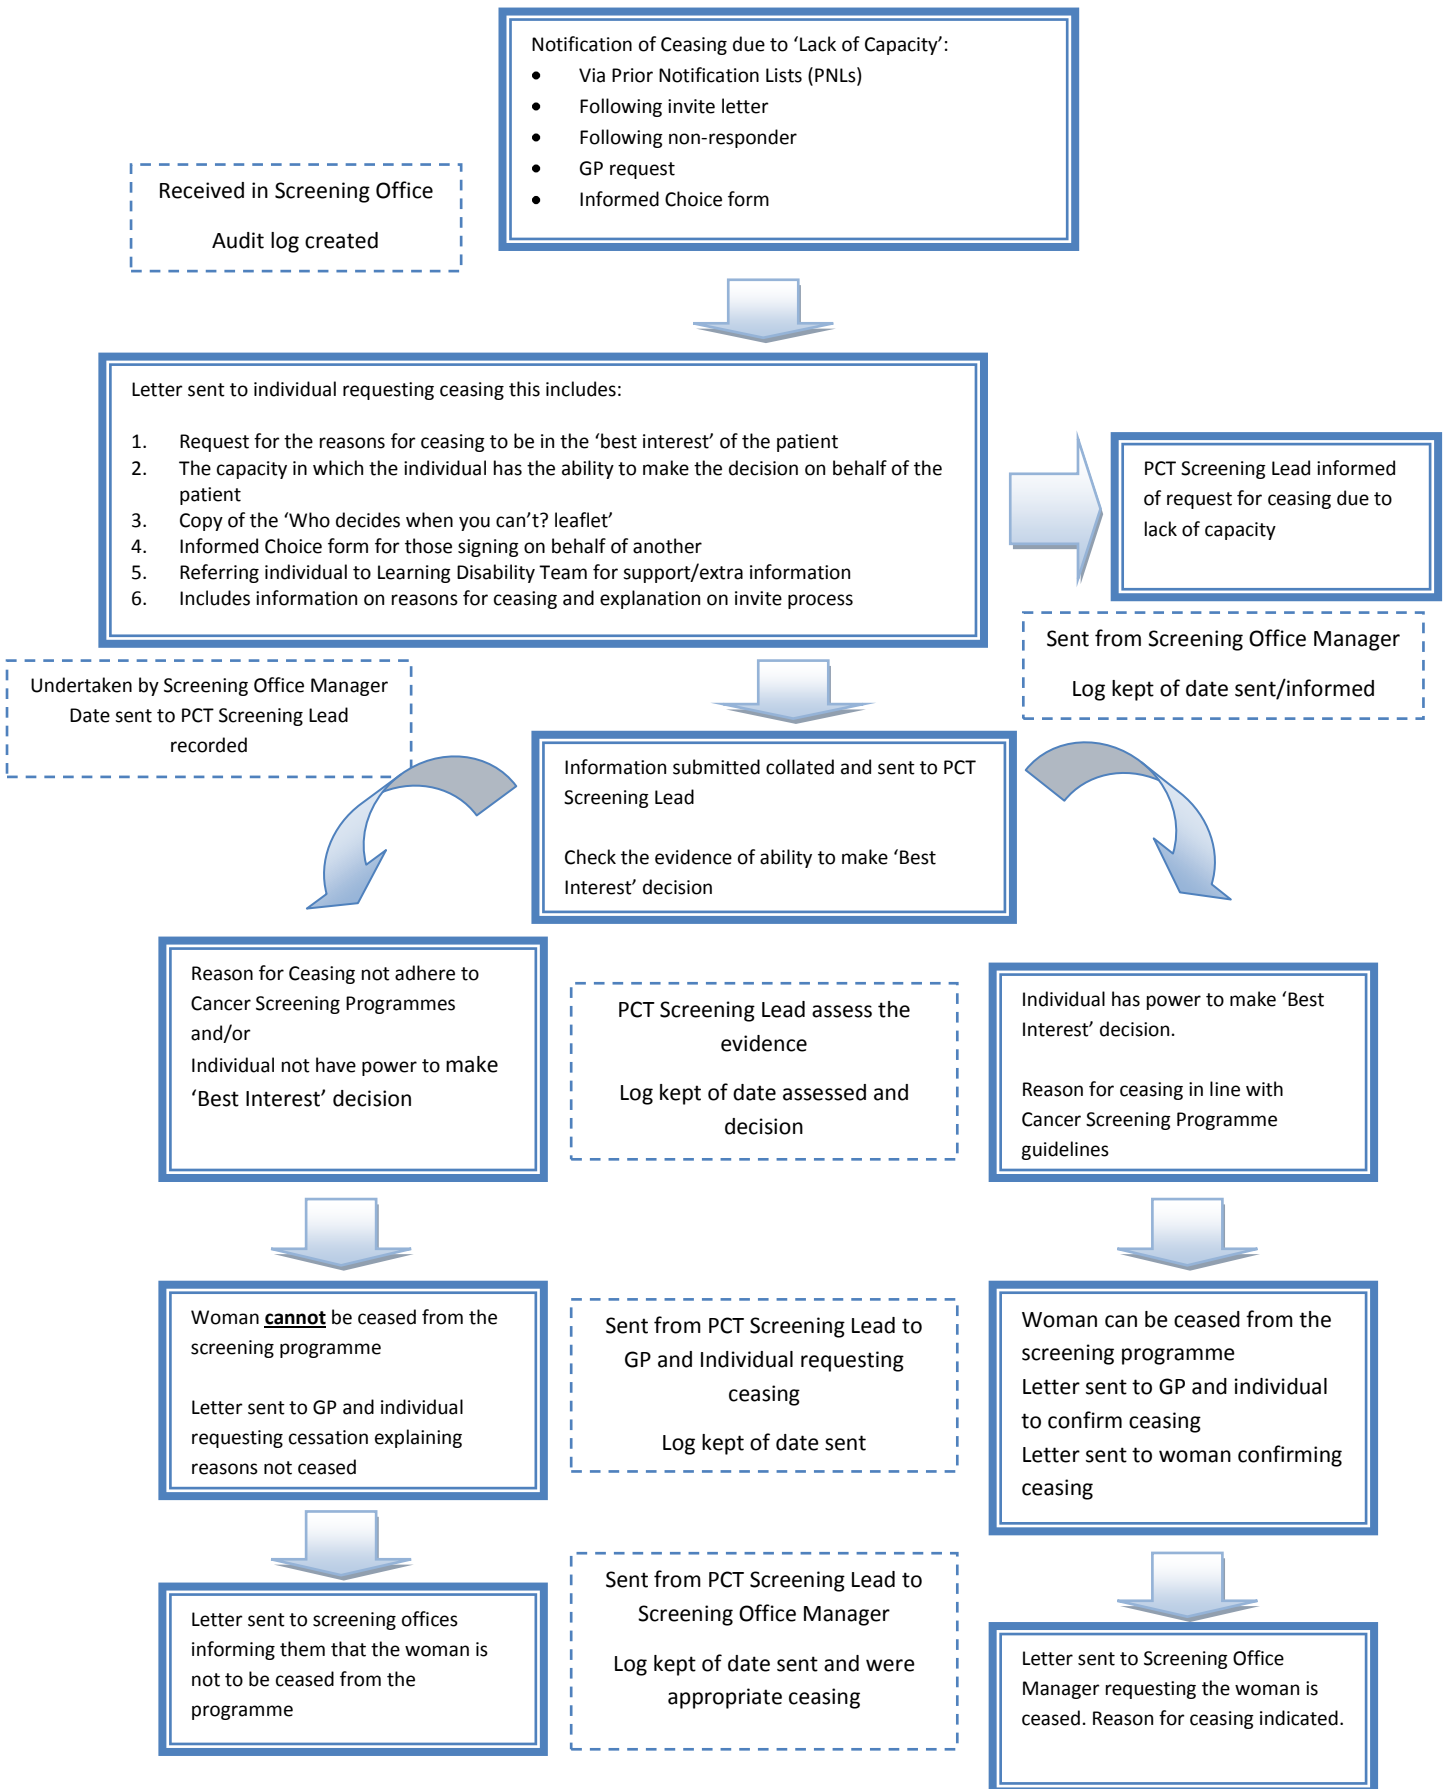 Notification of Ceasing due to ‘Lack of Capacity’:
• Via Prior Notification Lists (PNLs)
• Following invite letter
• Following non-responder
• GP request
• Informed Choice form
Received in Screening Office
Audit log created
Letter sent to individual requesting ceasing this includes:
1. Request for the reasons for ceasing to be in the ‘best interest’ of the patient
2. The capacity in which the individual has the ability to make the decision on behalf of the
patient
3. Copy of the ‘Who decides when you can’t? leaflet’
4. Informed Choice form for those signing on behalf of another
5. Referring individual to Learning Disability Team for support/extra information
6. Includes information on reasons for ceasing and explanation on invite process
PCT Screening Lead informed
of request for ceasing due to
lack of capacity
Sent from Screening Office Manager
Log kept of date sent/informed
Undertaken by Screening Office Manager
Date sent to PCT Screening Lead
recorded
Information submitted collated and sent to PCT
Screening Lead
Check the evidence of ability to make ‘Best
Interest’ decision
Reason for Ceasing not adhere to
Cancer Screening Programmes
and/or
Individual not have power to make
‘Best Interest’ decision
PCT Screening Lead assess the
evidence
Log kept of date assessed and
decision
Individual has power to make ‘Best
Interest’ decision.
Reason for ceasing in line with
Cancer Screening Programme
guidelines
Woman cannot be ceased from the
screening programme
Letter sent to GP and individual
requesting cessation explaining
reasons not ceased
Sent from PCT Screening Lead to
GP and Individual requesting
ceasing
Log kept of date sent
Woman can be ceased from the
screening programme
Letter sent to GP and individual
to confirm ceasing
Letter sent to woman confirming
ceasing
Letter sent to screening offices
informing them that the woman is
not to be ceased from the
programme
Sent from PCT Screening Lead to
Screening Office Manager
Log kept of date sent and were
appropriate ceasing
Letter sent to Screening Office
Manager requesting the woman is
ceased. Reason for ceasing indicated.